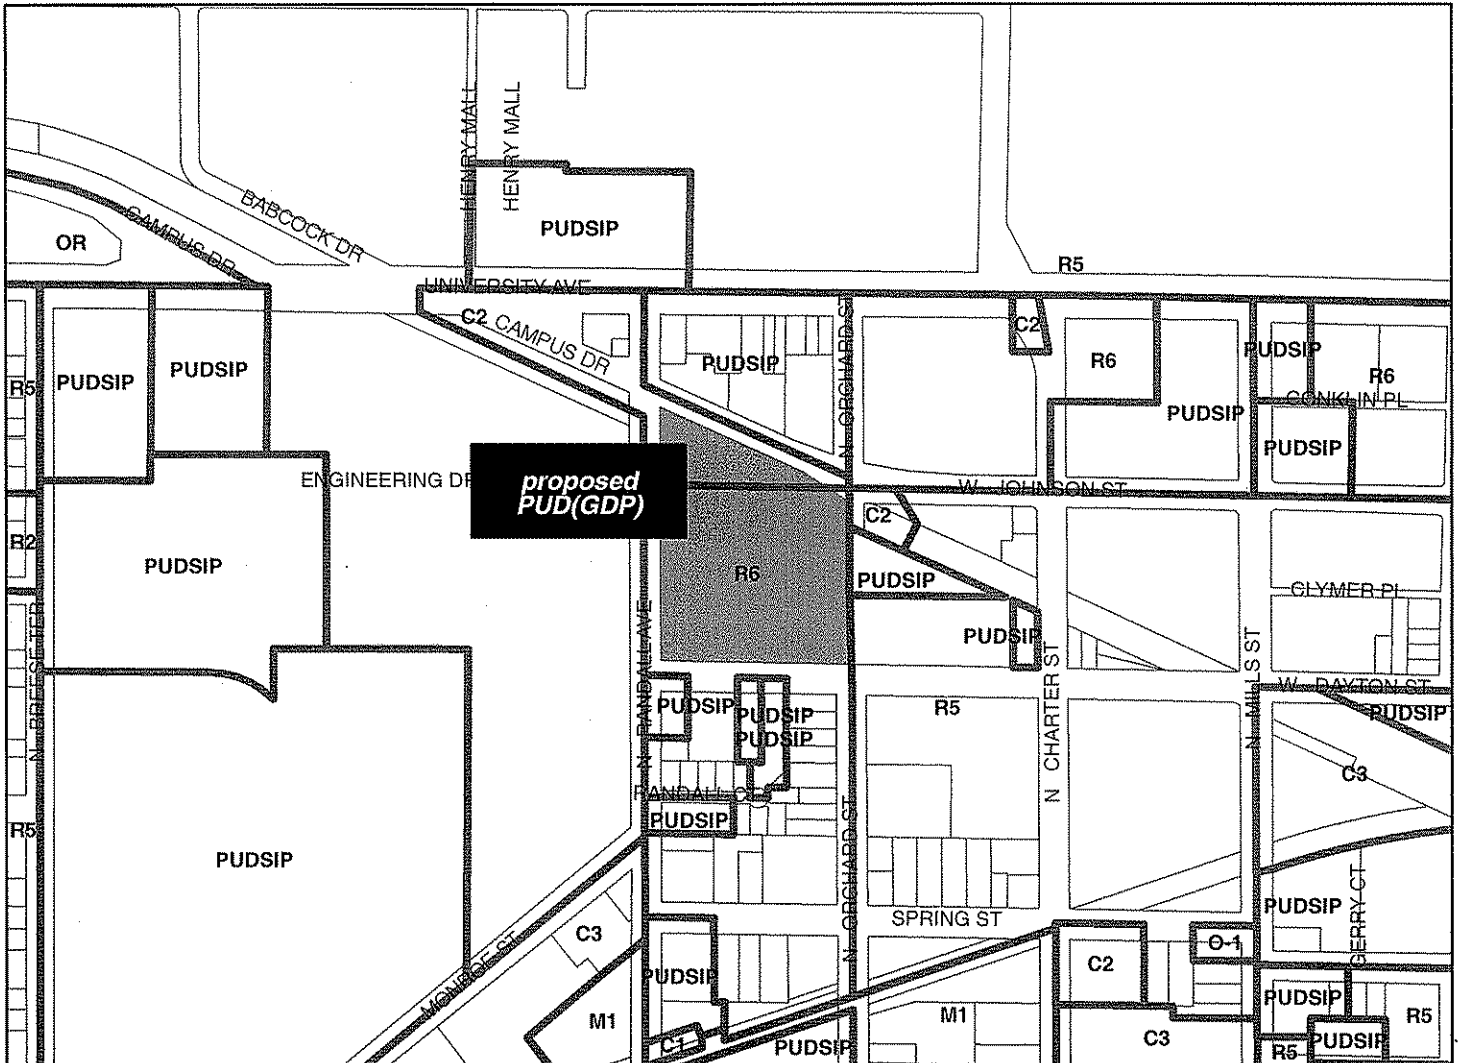 HENRY MALL
HENRY MALL
BABCOCK DR
CAMPUS DR
OR
PUDSIP
R5
UNIVERSITY AVE
C2
CAMPUS DR
PUDSIP
N ORCHARD ST
C2
R6
PUDSIP
R6
CONKLIN PL
R5
PUDSIP
PUDSIP
PUDSIP
PUDSIP
ENGINEERING DR
proposed
PUD(GDP)
W JOHNSON ST
C2
R2
PUDSIP
R6
PUDSIP
CLYMER PL
PUDSIP
N RANDALL AVE
N CHARTER ST
N MILLS ST
W DAYTON ST
PUDSIP
PUDSIP
PUDSIP
PUDSIP
R5
C3
PUDSIP
R5
PUDSIP
N ORCHARD ST
SPRING ST
PUDSIP
GERRY CT
MONROE ST
C3
PUDSIP
C2
O-1
PUDSIP
R5
M1
C1
PUDSIP
M1
C3
R5
PUDSIP